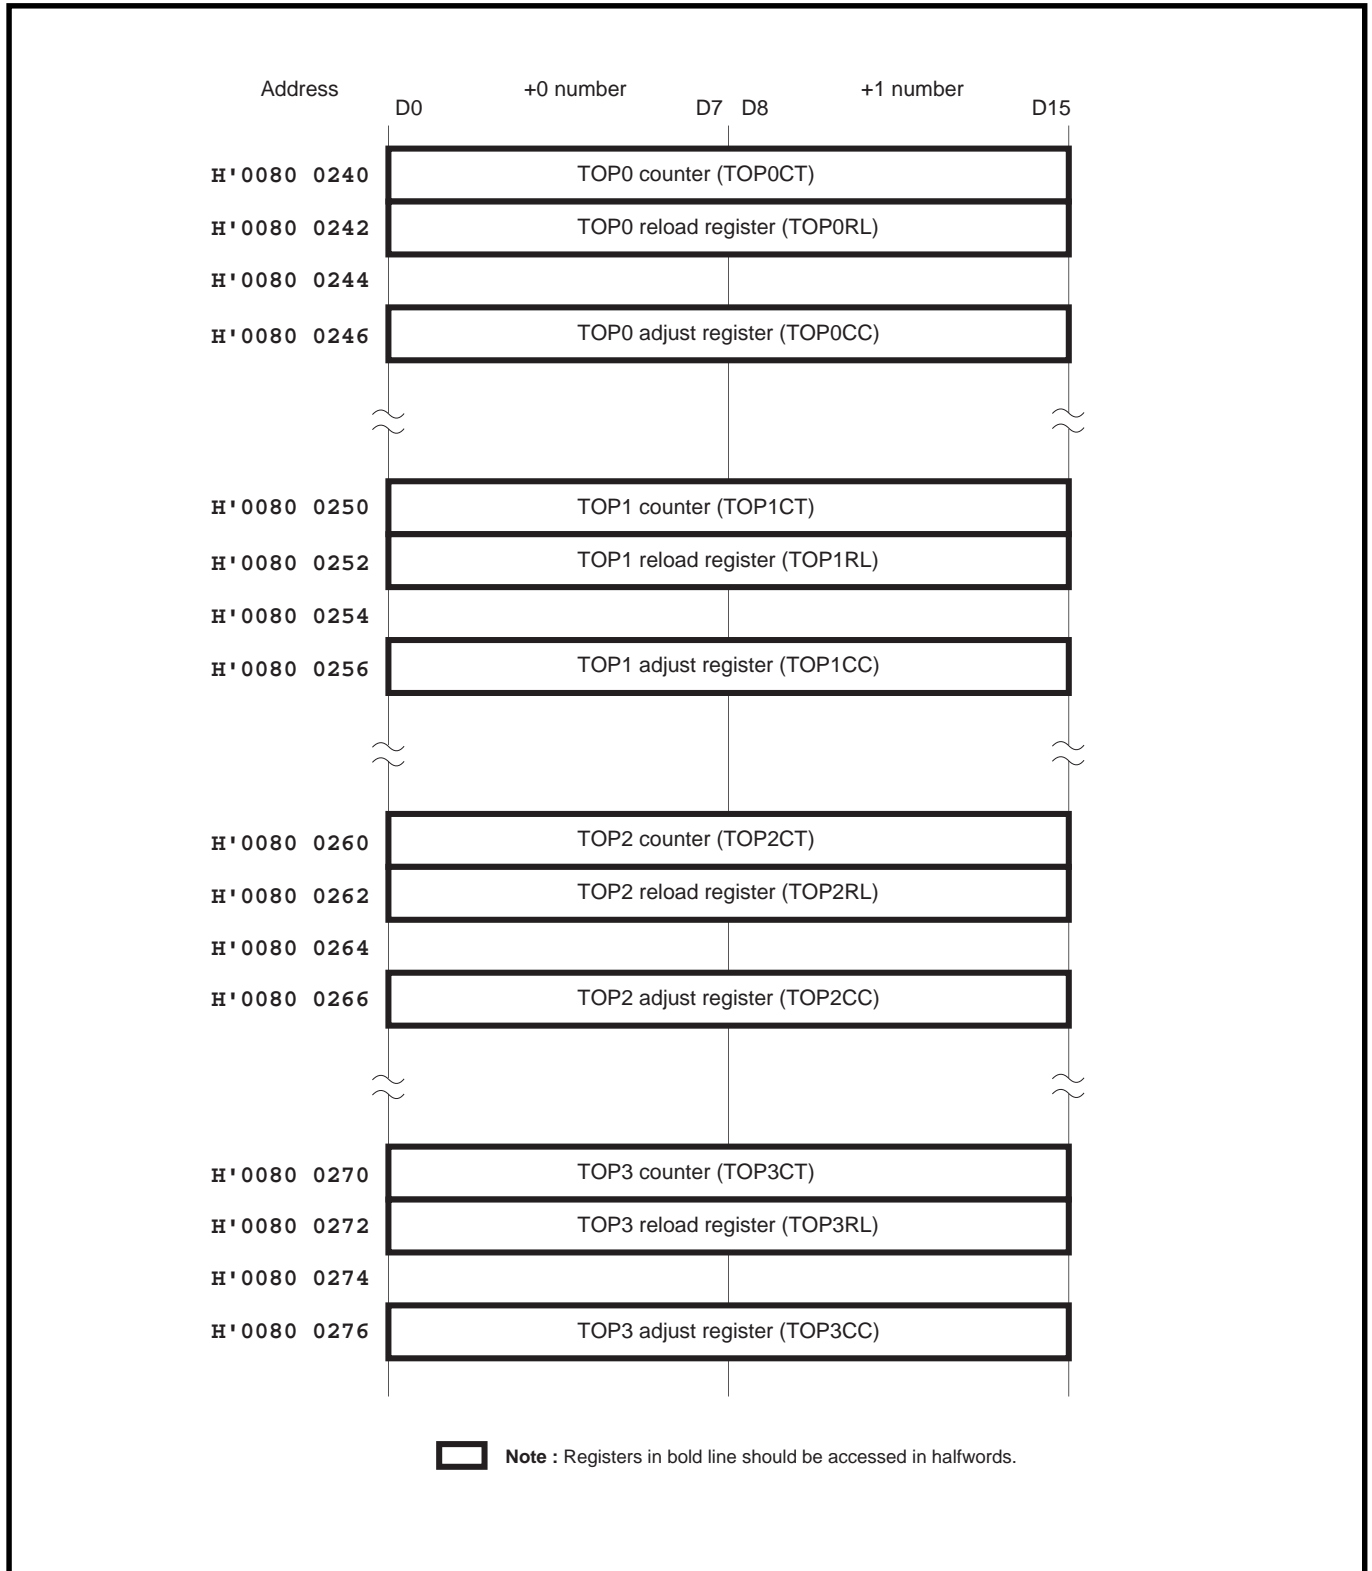 Address +0 number +1 number
D0 D7 D8 D15
H'0080 0240 TOP0 counter (TOP0CT)
H'0080 0242 TOP0 reload register (TOP0RL)
H'0080 0244
H'0080 0246 TOP0 adjust register (TOP0CC)
H'0080 0250 TOP1 counter (TOP1CT)
H'0080 0252 TOP1 reload register (TOP1RL)
H'0080 0254
H'0080 0256 TOP1 adjust register (TOP1CC)
H'0080 0260 TOP2 counter (TOP2CT)
H'0080 0262 TOP2 reload register (TOP2RL)
H'0080 0264
H'0080 0266 TOP2 adjust register (TOP2CC)
H'0080 0270 TOP3 counter (TOP3CT)
H'0080 0272 TOP3 reload register (TOP3RL)
H'0080 0274
H'0080 0276 TOP3 adjust register (TOP3CC)
Note : Registers in bold line should be accessed in halfwords.